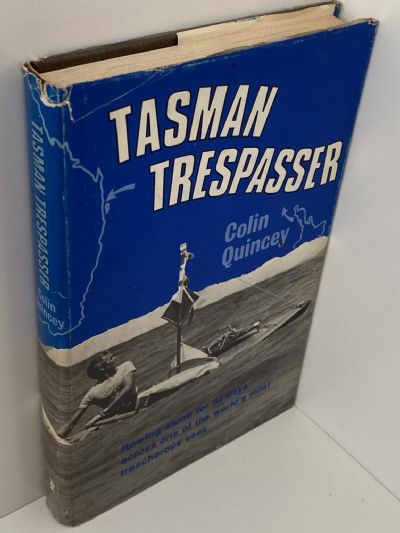 TASMAN
TRESPASSER
Colin
Quincey
Rowing alone for 63 days
across one of the world's most
treacherous seas
TASMAN TRESPASSER
Colin
Quincey